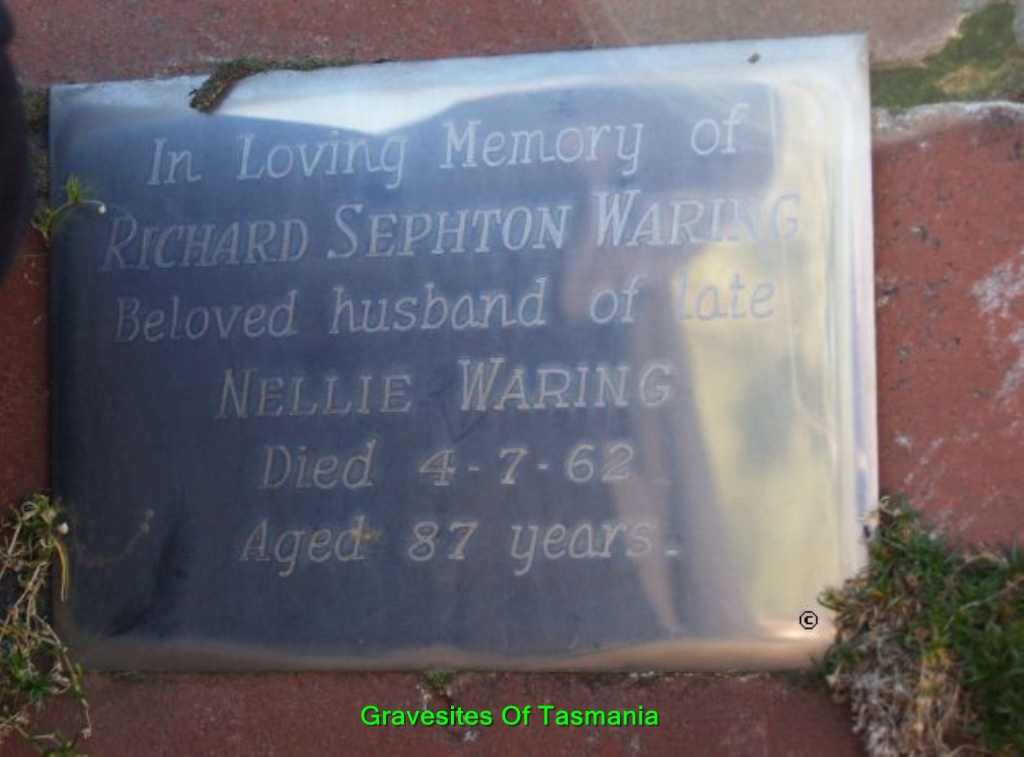 In Loving Memory of
RICHARD SEPHTON WARING
Beloved husband of late
NELLIE WARING
Died 4-7-62
Aged 87 years.
©
Gravesites Of Tasmania